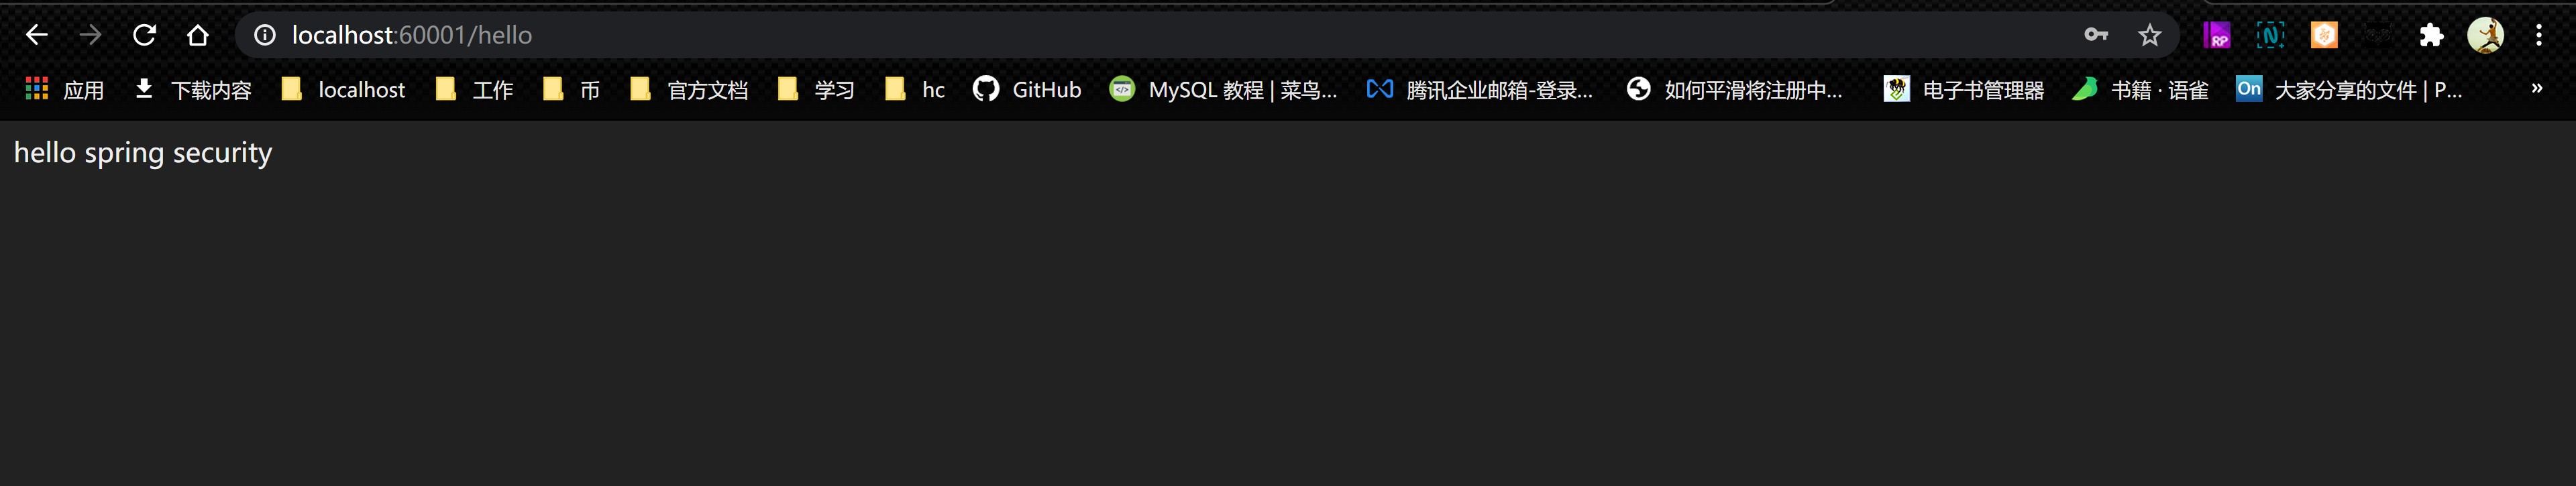 localhost:60001/hello
RP N
应用 下载内容 localhost 工作 币 官方文档 学习 hc GitHub MySQL 教程 | 菜鸟... 腾讯企业邮箱-登录... 如何平滑将注册中... 电子书管理器 书籍 · 语雀 On 大家分享的文件 | P... »
hello spring security